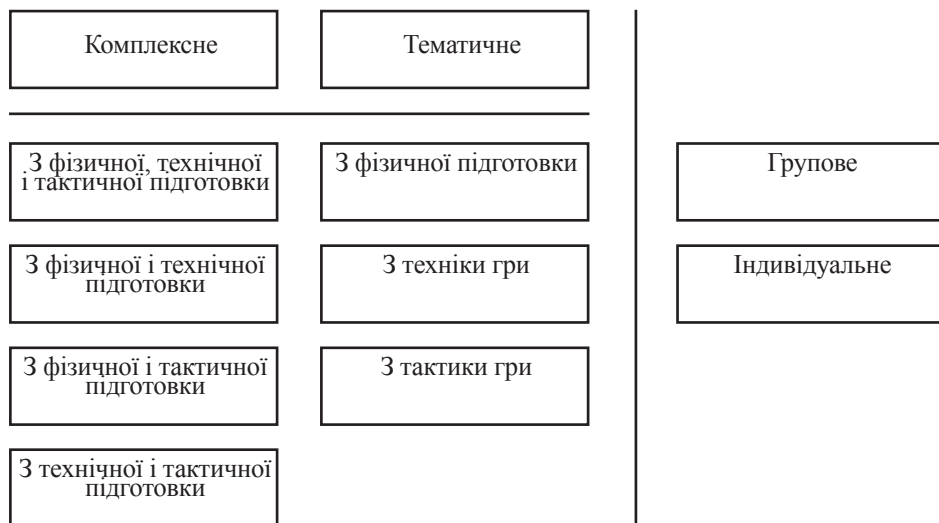 Комплексне
Тематичне
З фізичної, технічної
і тактичної підготовки
З фізичної підготовки
Групове
З фізичної і технічної
підготовки
З техніки гри
Індивідуальне
З фізичної і тактичної
підготовки
З тактики гри
З технічної і тактичної
підготовки